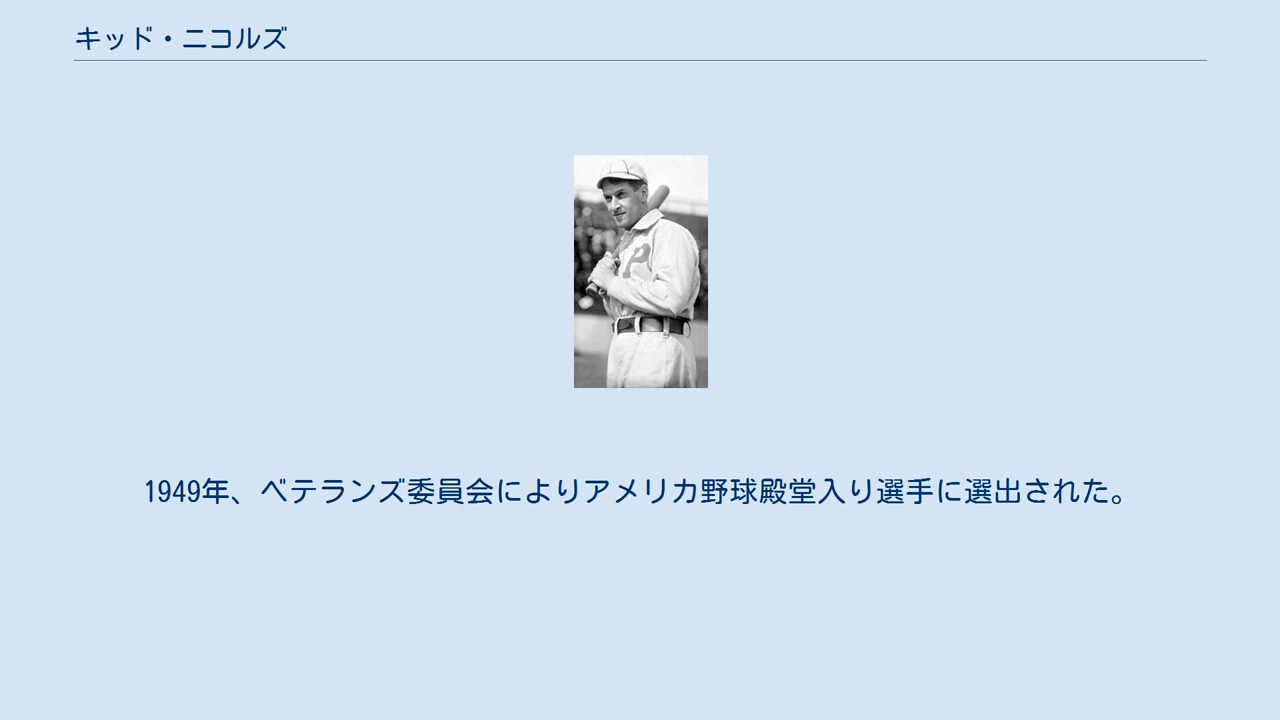 キッド・ニコルズ
P
1949年、ベテランズ委員会によりアメリカ野球殿堂入り選手に選出された。